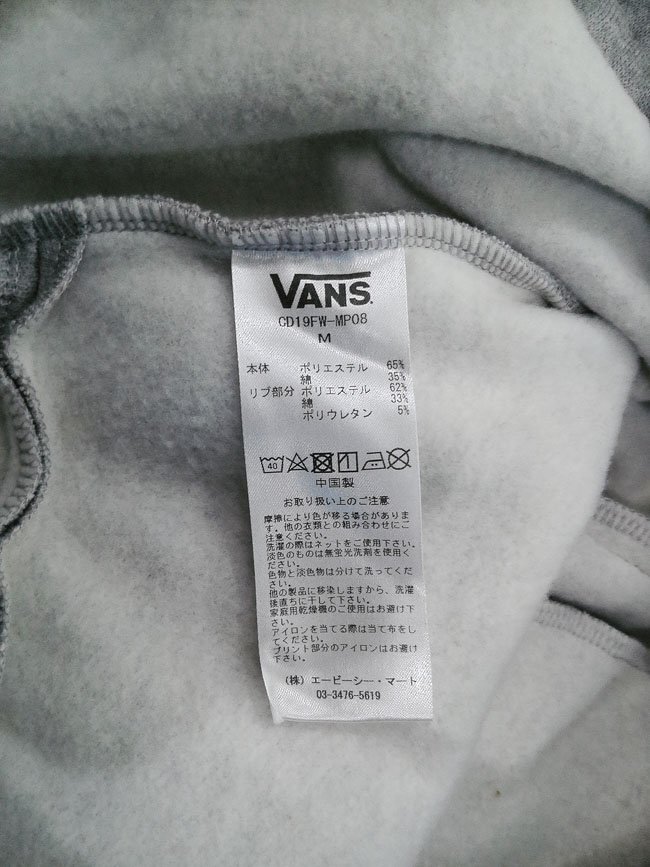 VANS
CD19FW-MP08
M
本体 ポリエステル 65%
綿 35%
リブ部分 ポリエステル 62%
綿 33%
ポリウレタン 5%
40
中国製
お取り扱い上のご注意
摩擦により色が移る場合がありま
す。他の衣類との組み合わせにご
注意ください。
洗濯の際はネットをご使用下さい。
淡色のものは無蛍光洗剤を使用く
ださい。
色物と淡色物は分けて洗ってくだ
さい。
他の製品に移染しますから、洗濯
後直ちに干して下さい。
家庭用乾燥機のご使用はお避け下
さい。
アイロンを当てる際は当て布をし
てください。
プリント部分のアイロンはお避け
下さい。
(株) エービーシー・マート
03-3476-5619